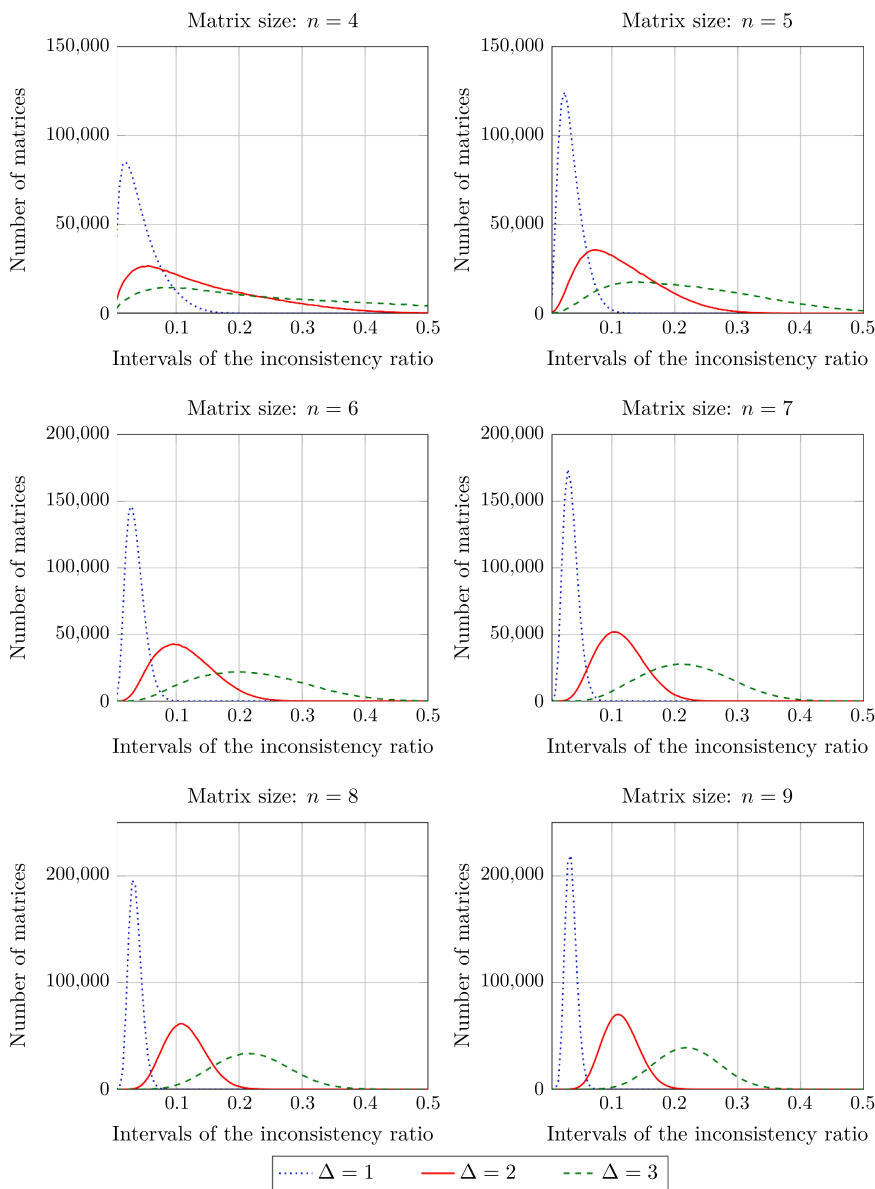 Matrix size: n = 4
150,000
100,000
50,000
0
Number of matrices
0.1 0.2 0.3 0.4 0.5
Intervals of the inconsistency ratio
Matrix size: n = 5
150,000
100,000
50,000
0
Number of matrices
0.1 0.2 0.3 0.4 0.5
Intervals of the inconsistency ratio
Matrix size: n = 6
200,000
150,000
100,000
50,000
0
Number of matrices
0.1 0.2 0.3 0.4 0.5
Intervals of the inconsistency ratio
Matrix size: n = 7
200,000
150,000
100,000
50,000
0
Number of matrices
0.1 0.2 0.3 0.4 0.5
Intervals of the inconsistency ratio
Matrix size: n = 8
200,000
100,000
0
Number of matrices
0.1 0.2 0.3 0.4 0.5
Intervals of the inconsistency ratio
Matrix size: n = 9
200,000
100,000
0
Number of matrices
0.1 0.2 0.3 0.4 0.5
Intervals of the inconsistency ratio
Δ = 1 Δ = 2 Δ = 3